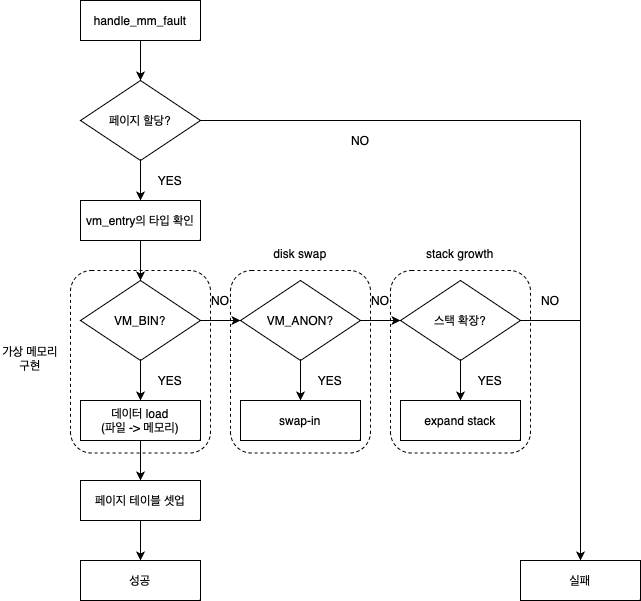 handle_mm_fault
페이지 할당?
NO
YES
vm_entry의 타입 확인
disk swap
stack growth
가상 메모리
구현
VM_BIN?
NO
VM_ANON?
NO
스택 확장?
NO
YES
YES
YES
데이터 load
(파일 -> 메모리)
swap-in
expand stack
페이지 테이블 셋업
성공
실패